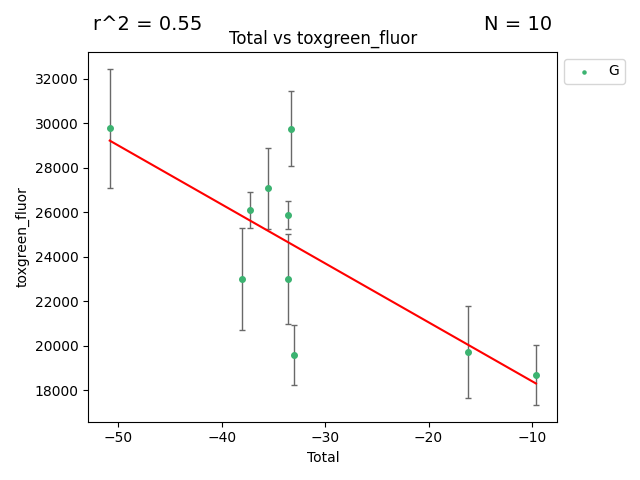 r^2 = 0.55
N = 10
Total vs toxgreen_fluor
G
32000
30000
28000
26000
24000
22000
20000
18000
toxgreen_fluor
−50
−40
−30
−20
−10
Total